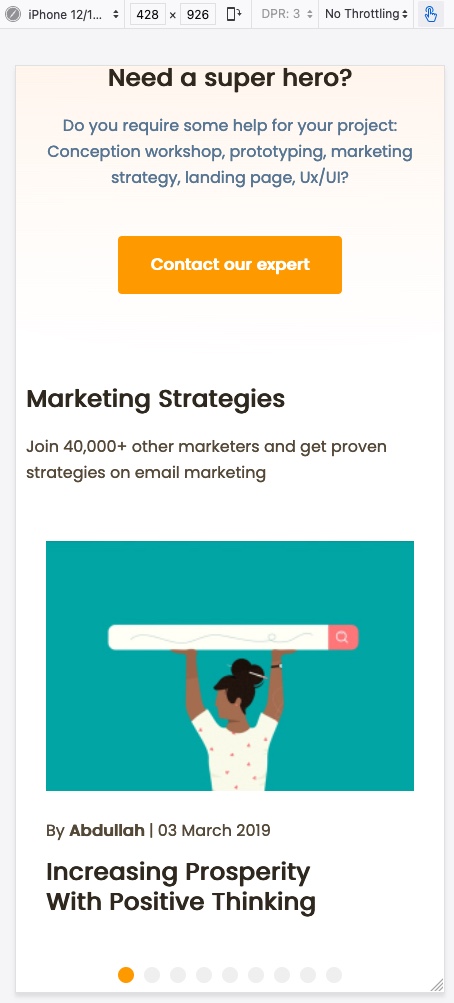 iPhone 12/1... 428 × 926 DPR: 3 No Throttling
Need a super hero?
Do you require some help for your project:
Conception workshop, prototyping, marketing
strategy, landing page, Ux/UI?
Contact our expert
Marketing Strategies
Join 40,000+ other marketers and get proven
strategies on email marketing
By Abdullah | 03 March 2019
Increasing Prosperity
With Positive Thinking